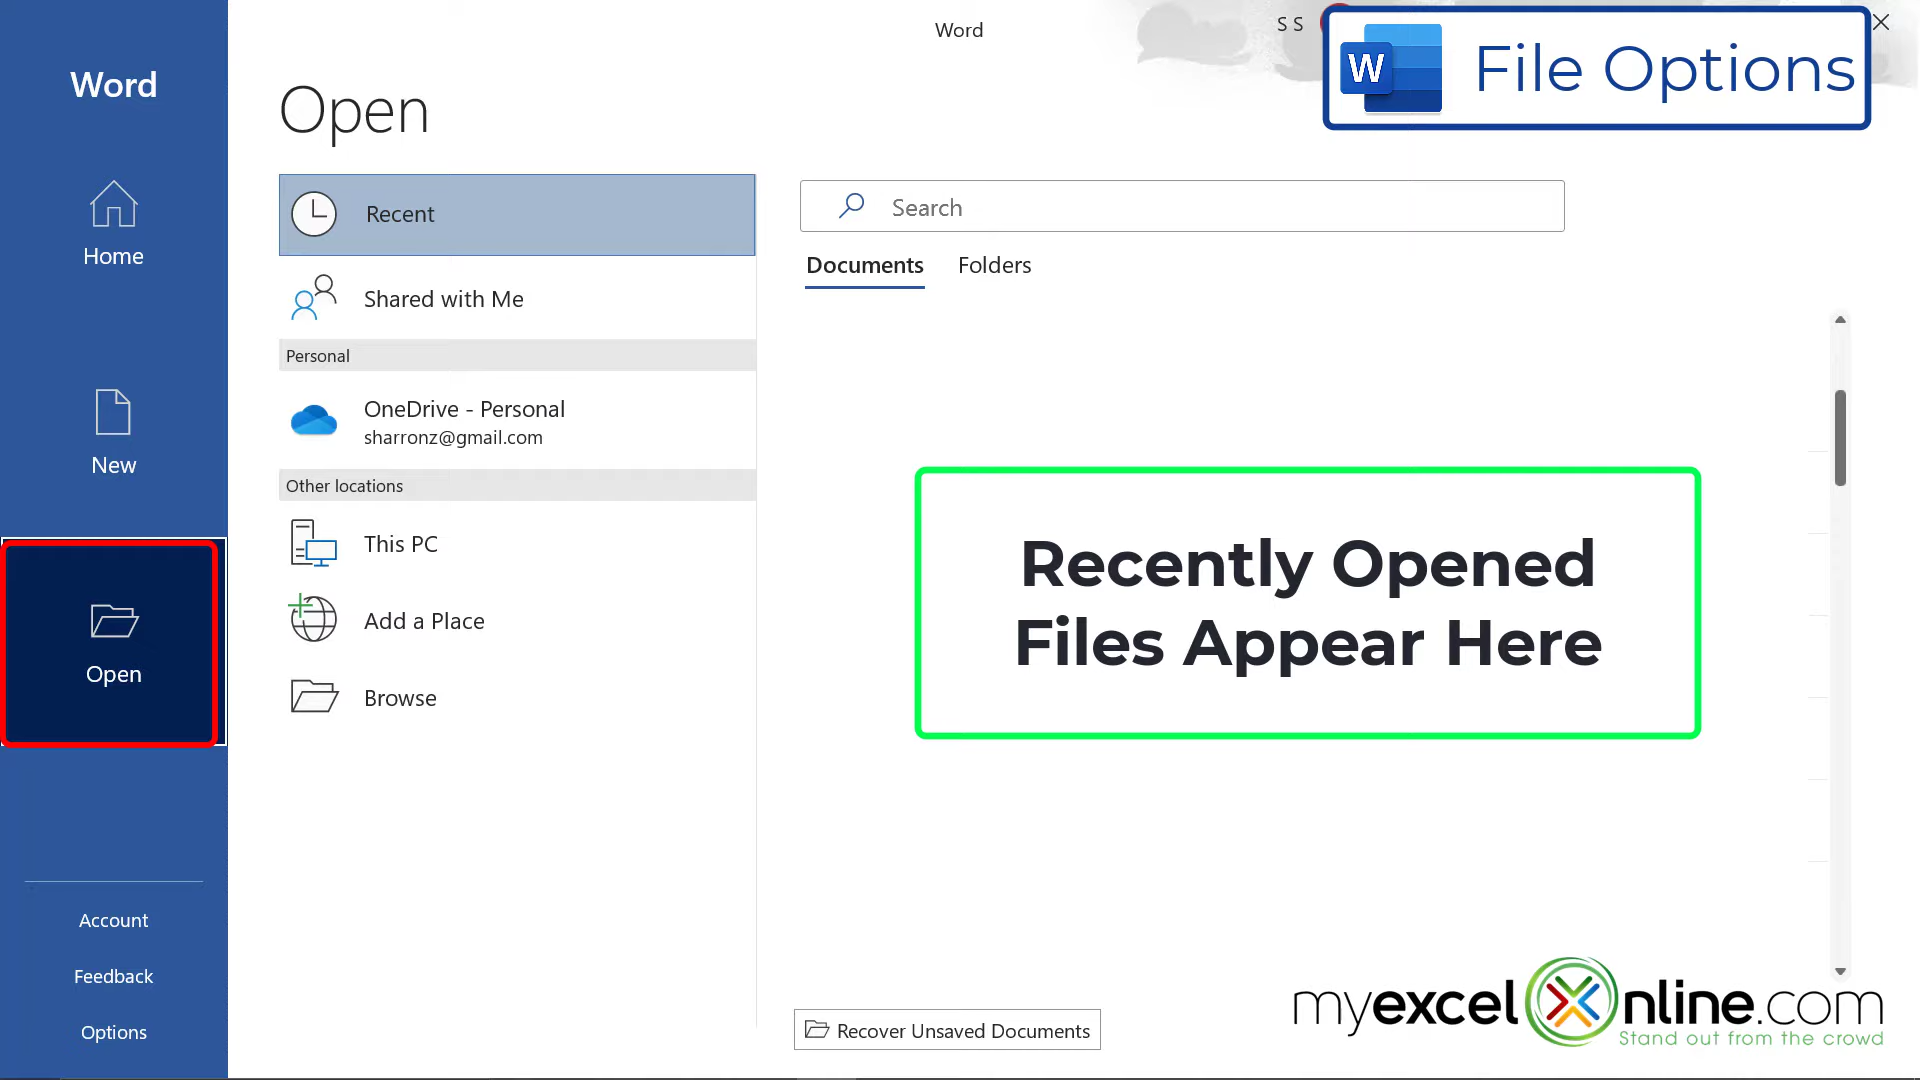 Word
S S
W File Options
Word
Home
New
Open
Account
Feedback
Options
Open
Recent
Shared with Me
Personal
OneDrive - Personal
sharronz@gmail.com
Other locations
This PC
Add a Place
Browse
Search
Documents Folders
Recently Opened
Files Appear Here
Recover Unsaved Documents
myexcelOnline.com
Stand out from the crowd